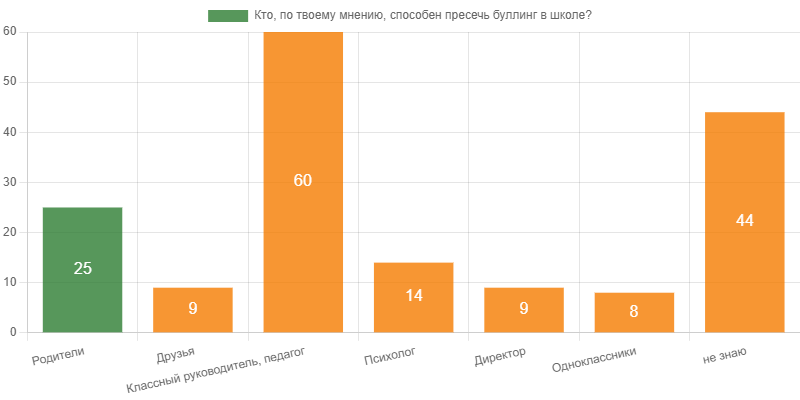 Кто, по твоему мнению, способен пресечь буллинг в школе?
60
50
40
30
20
10
0
25
9
60
14
9
8
44
Родители
Друзья
Классный руководитель, педагог
Психолог
Директор
Одноклассники
не знаю